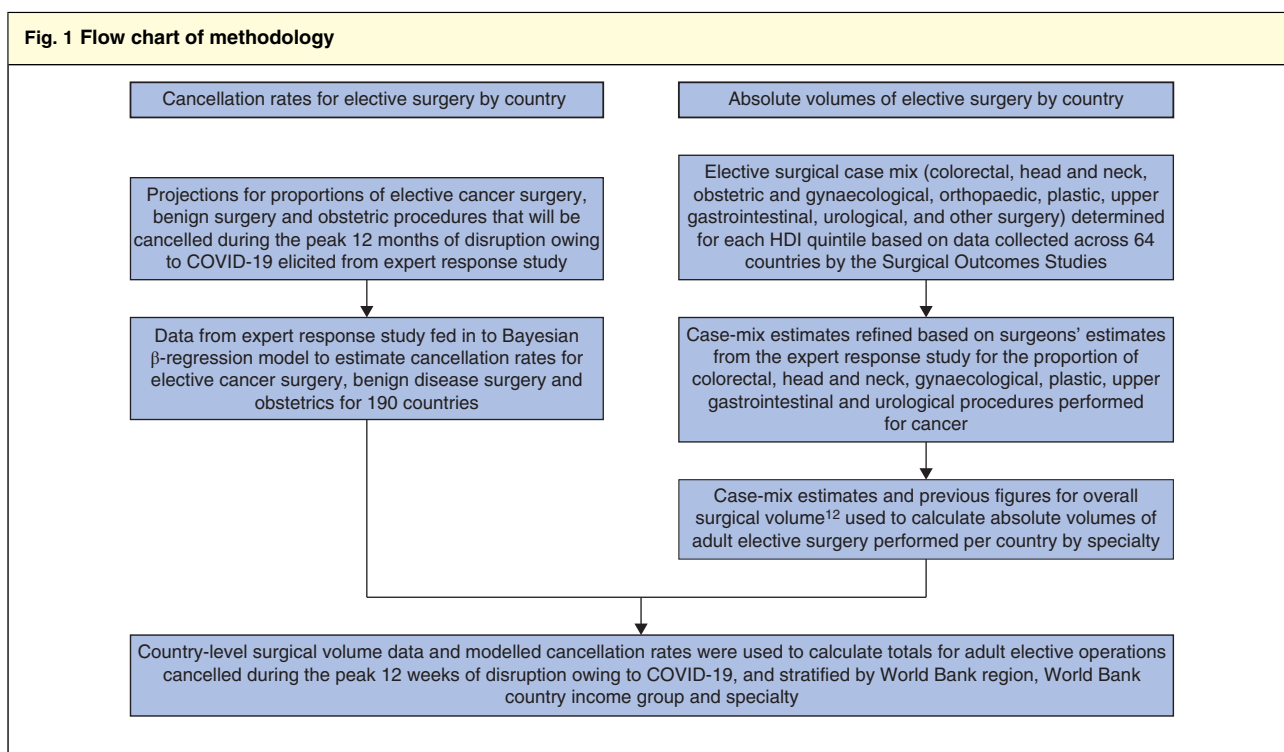 Fig. 1 Flow chart of methodology
Cancellation rates for elective surgery by country
Projections for proportions of elective cancer surgery,
benign surgery and obstetric procedures that will be
cancelled during the peak 12 months of disruption owing
to COVID-19 elicited from expert response study
Data from expert response study fed in to Bayesian
β-regression model to estimate cancellation rates for
elective cancer surgery, benign disease surgery and
obstetrics for 190 countries
Absolute volumes of elective surgery by country
Elective surgical case mix (colorectal, head and neck,
obstetric and gynaecological, orthopaedic, plastic, upper
gastrointestinal, urological, and other surgery) determined
for each HDI quintile based on data collected across 64
countries by the Surgical Outcomes Studies
Case-mix estimates refined based on surgeons' estimates
from the expert response study for the proportion of
colorectal, head and neck, gynaecological, plastic, upper
gastrointestinal and urological procedures performed
for cancer
Case-mix estimates and previous figures for overall
surgical volume¹² used to calculate absolute volumes of
adult elective surgery performed per country by specialty
Country-level surgical volume data and modelled cancellation rates were used to calculate totals for adult elective operations
cancelled during the peak 12 weeks of disruption owing to COVID-19, and stratified by World Bank region, World Bank
country income group and specialty